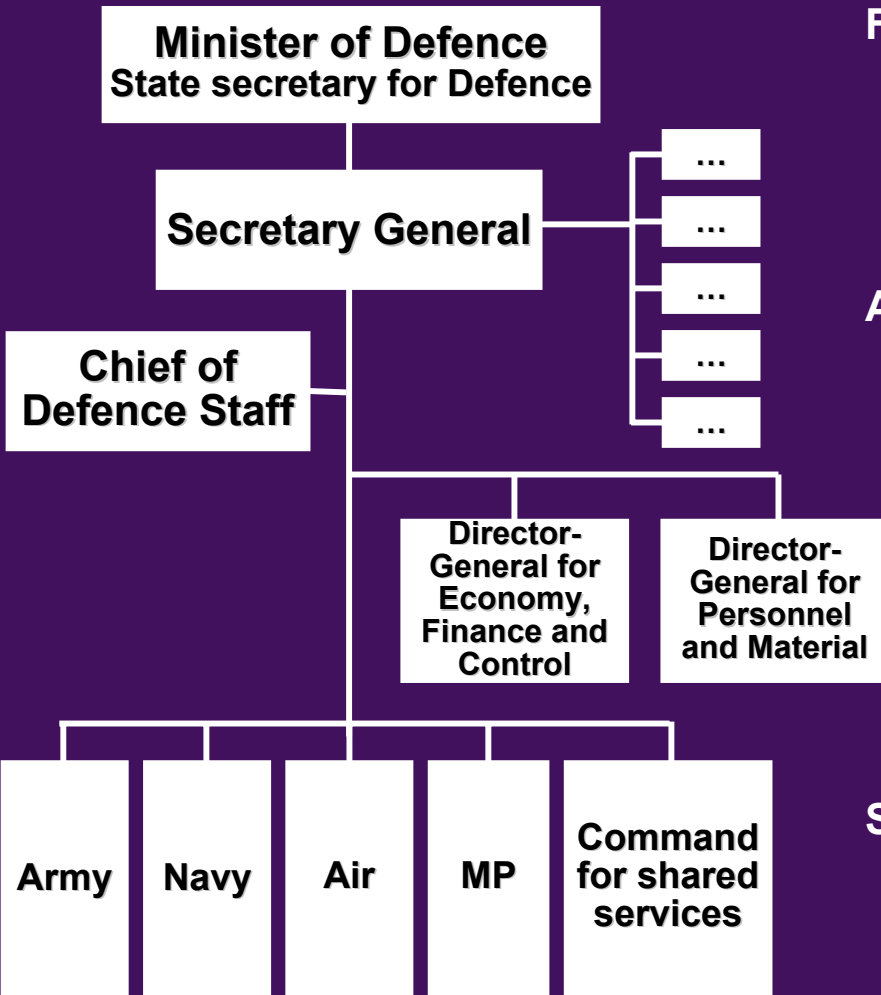 Minister of Defence
State secretary for Defence
F
...
Secretary General
...
...
A
Chief of
Defence Staff
...
...
Director-
General for
Economy,
Finance and
Control
Director-
General for
Personnel
and Material
S
Army
Navy
Air
MP
Command
for shared
services